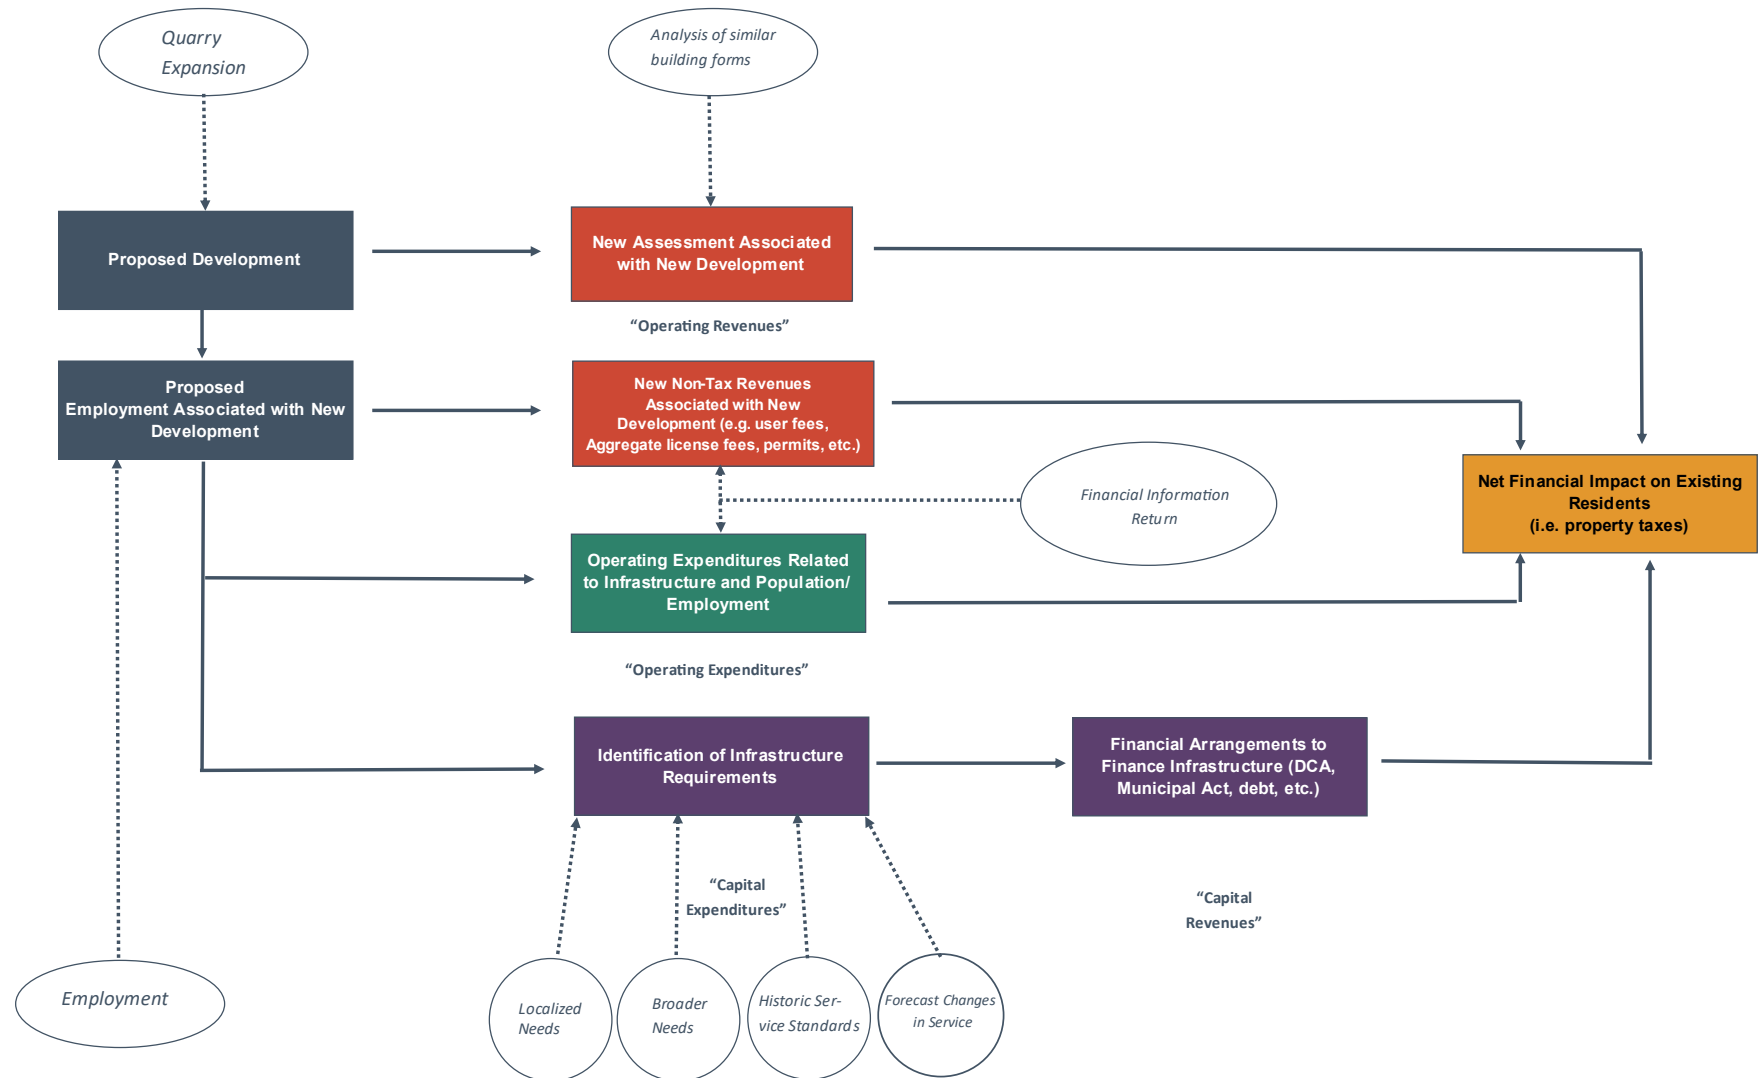 Quarry
Expansion
Analysis of similar
building forms
Proposed Development
New Assessment Associated
with New Development
“Operating Revenues”
Proposed
Employment Associated with New
Development
New Non-Tax Revenues
Associated with New
Development (e.g. user fees,
Aggregate license fees, permits, etc.)
Financial Information
Return
Net Financial Impact on Existing
Residents
(i.e. property taxes)
Operating Expenditures Related
to Infrastructure and Population/
Employment
“Operating Expenditures”
Identification of Infrastructure
Requirements
Financial Arrangements to
Finance Infrastructure (DCA,
Municipal Act, debt, etc.)
“Capital
Expenditures”
“Capital
Revenues”
Employment
Localized
Needs
Broader
Needs
Historic Ser-
vice Standards
Forecast Changes
in Service